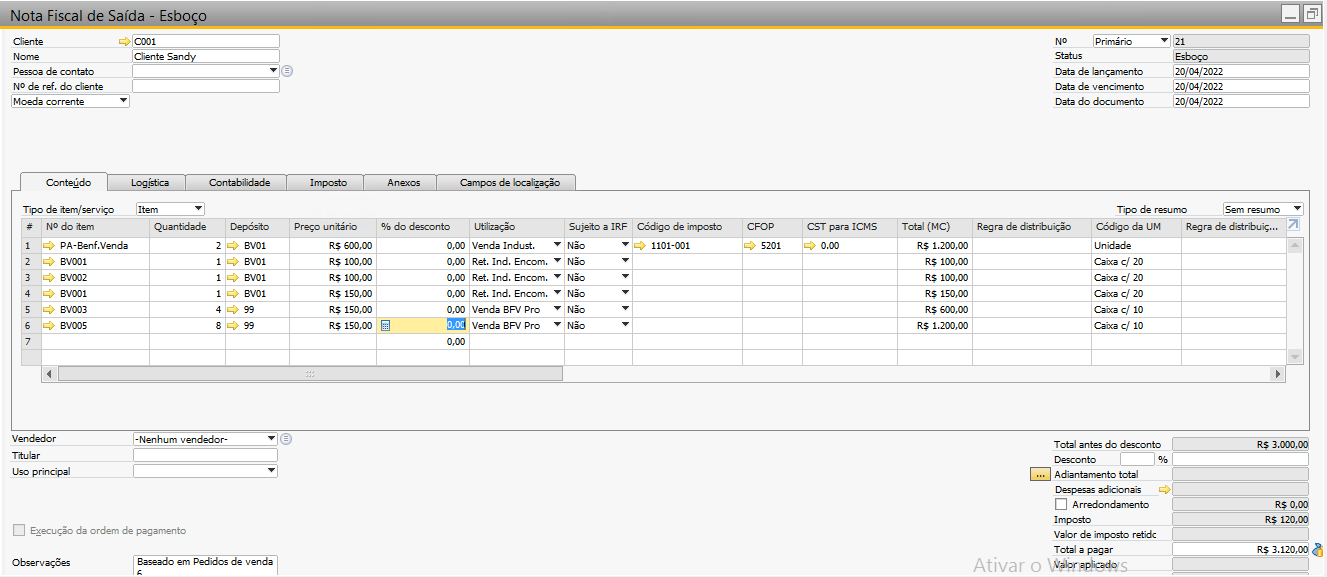 Nota Fiscal de Saída - Esboço
Cliente C001 Nº Primário 21
Nome Cliente Sandy Status Esboço
Pessoa de contato Data de lançamento 20/04/2022
Nº de ref. do cliente Data de vencimento 20/04/2022
Moeda corrente Data do documento 20/04/2022
Conteúdo Logística Contabilidade Imposto Anexos Campos de localização
Tipo de item/serviço Item Tipo de resumo Sem resumo
# Nº do item Quantidade Depósito Preço unitário % do desconto Utilização Sujeito a IRF Código de imposto CFOP CST para ICMS Total (MC) Regra de distribuição Código da UM Regra de distribuiç...
1 PA-Benf.Venda 2 BV01 R$ 600,00 0,00 Venda Indust. Não 1101-001 5201 0.00 R$ 1.200,00 Unidade
2 BV001 1 BV01 R$ 100,00 0,00 Ret. Ind. Encom. Não R$ 100,00 Caixa c/ 20
3 BV002 1 BV01 R$ 100,00 0,00 Ret. Ind. Encom. Não R$ 100,00 Caixa c/ 20
4 BV001 1 BV01 R$ 150,00 0,00 Ret. Ind. Encom. Não R$ 150,00 Caixa c/ 20
5 BV003 4 99 R$ 150,00 0,00 Venda BFV Pro Não R$ 600,00 Caixa c/ 10
6 BV005 8 99 R$ 150,00 0,00 Venda BFV Pro Não R$ 1.200,00 Caixa c/ 10
7 0,00
Vendedor -Nenhum vendedor- Total antes do desconto R$ 3.000,00
Titular Desconto %
Uso principal ... Adiantamento total
Despesas adicionais
Arredondamento R$ 0,00
Imposto R$ 120,00
Execução da ordem de pagamento Valor de imposto retido
Total a pagar R$ 3.120,00
Observações Baseado em Pedidos de venda Valor aplicado
6
Ativar o Windows